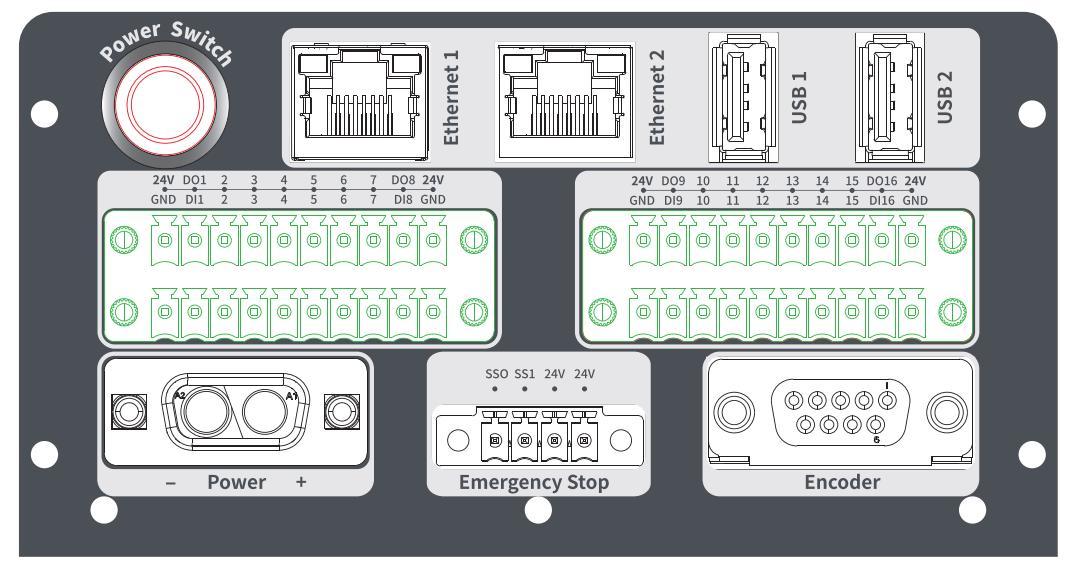 Power Switch
Ethernet 1
Ethernet 2
USB 1
USB 2
24V DO1 2 3 4 5 6 7 DO8 24V
GND DI1 2 3 4 5 6 7 DI8 GND
24V DO9 10 11 12 13 14 15 DO16 24V
GND DI9 10 11 12 13 14 15 DI16 GND
A2 A1
− Power +
SSO SS1 24V 24V
Emergency Stop
1
6
Encoder